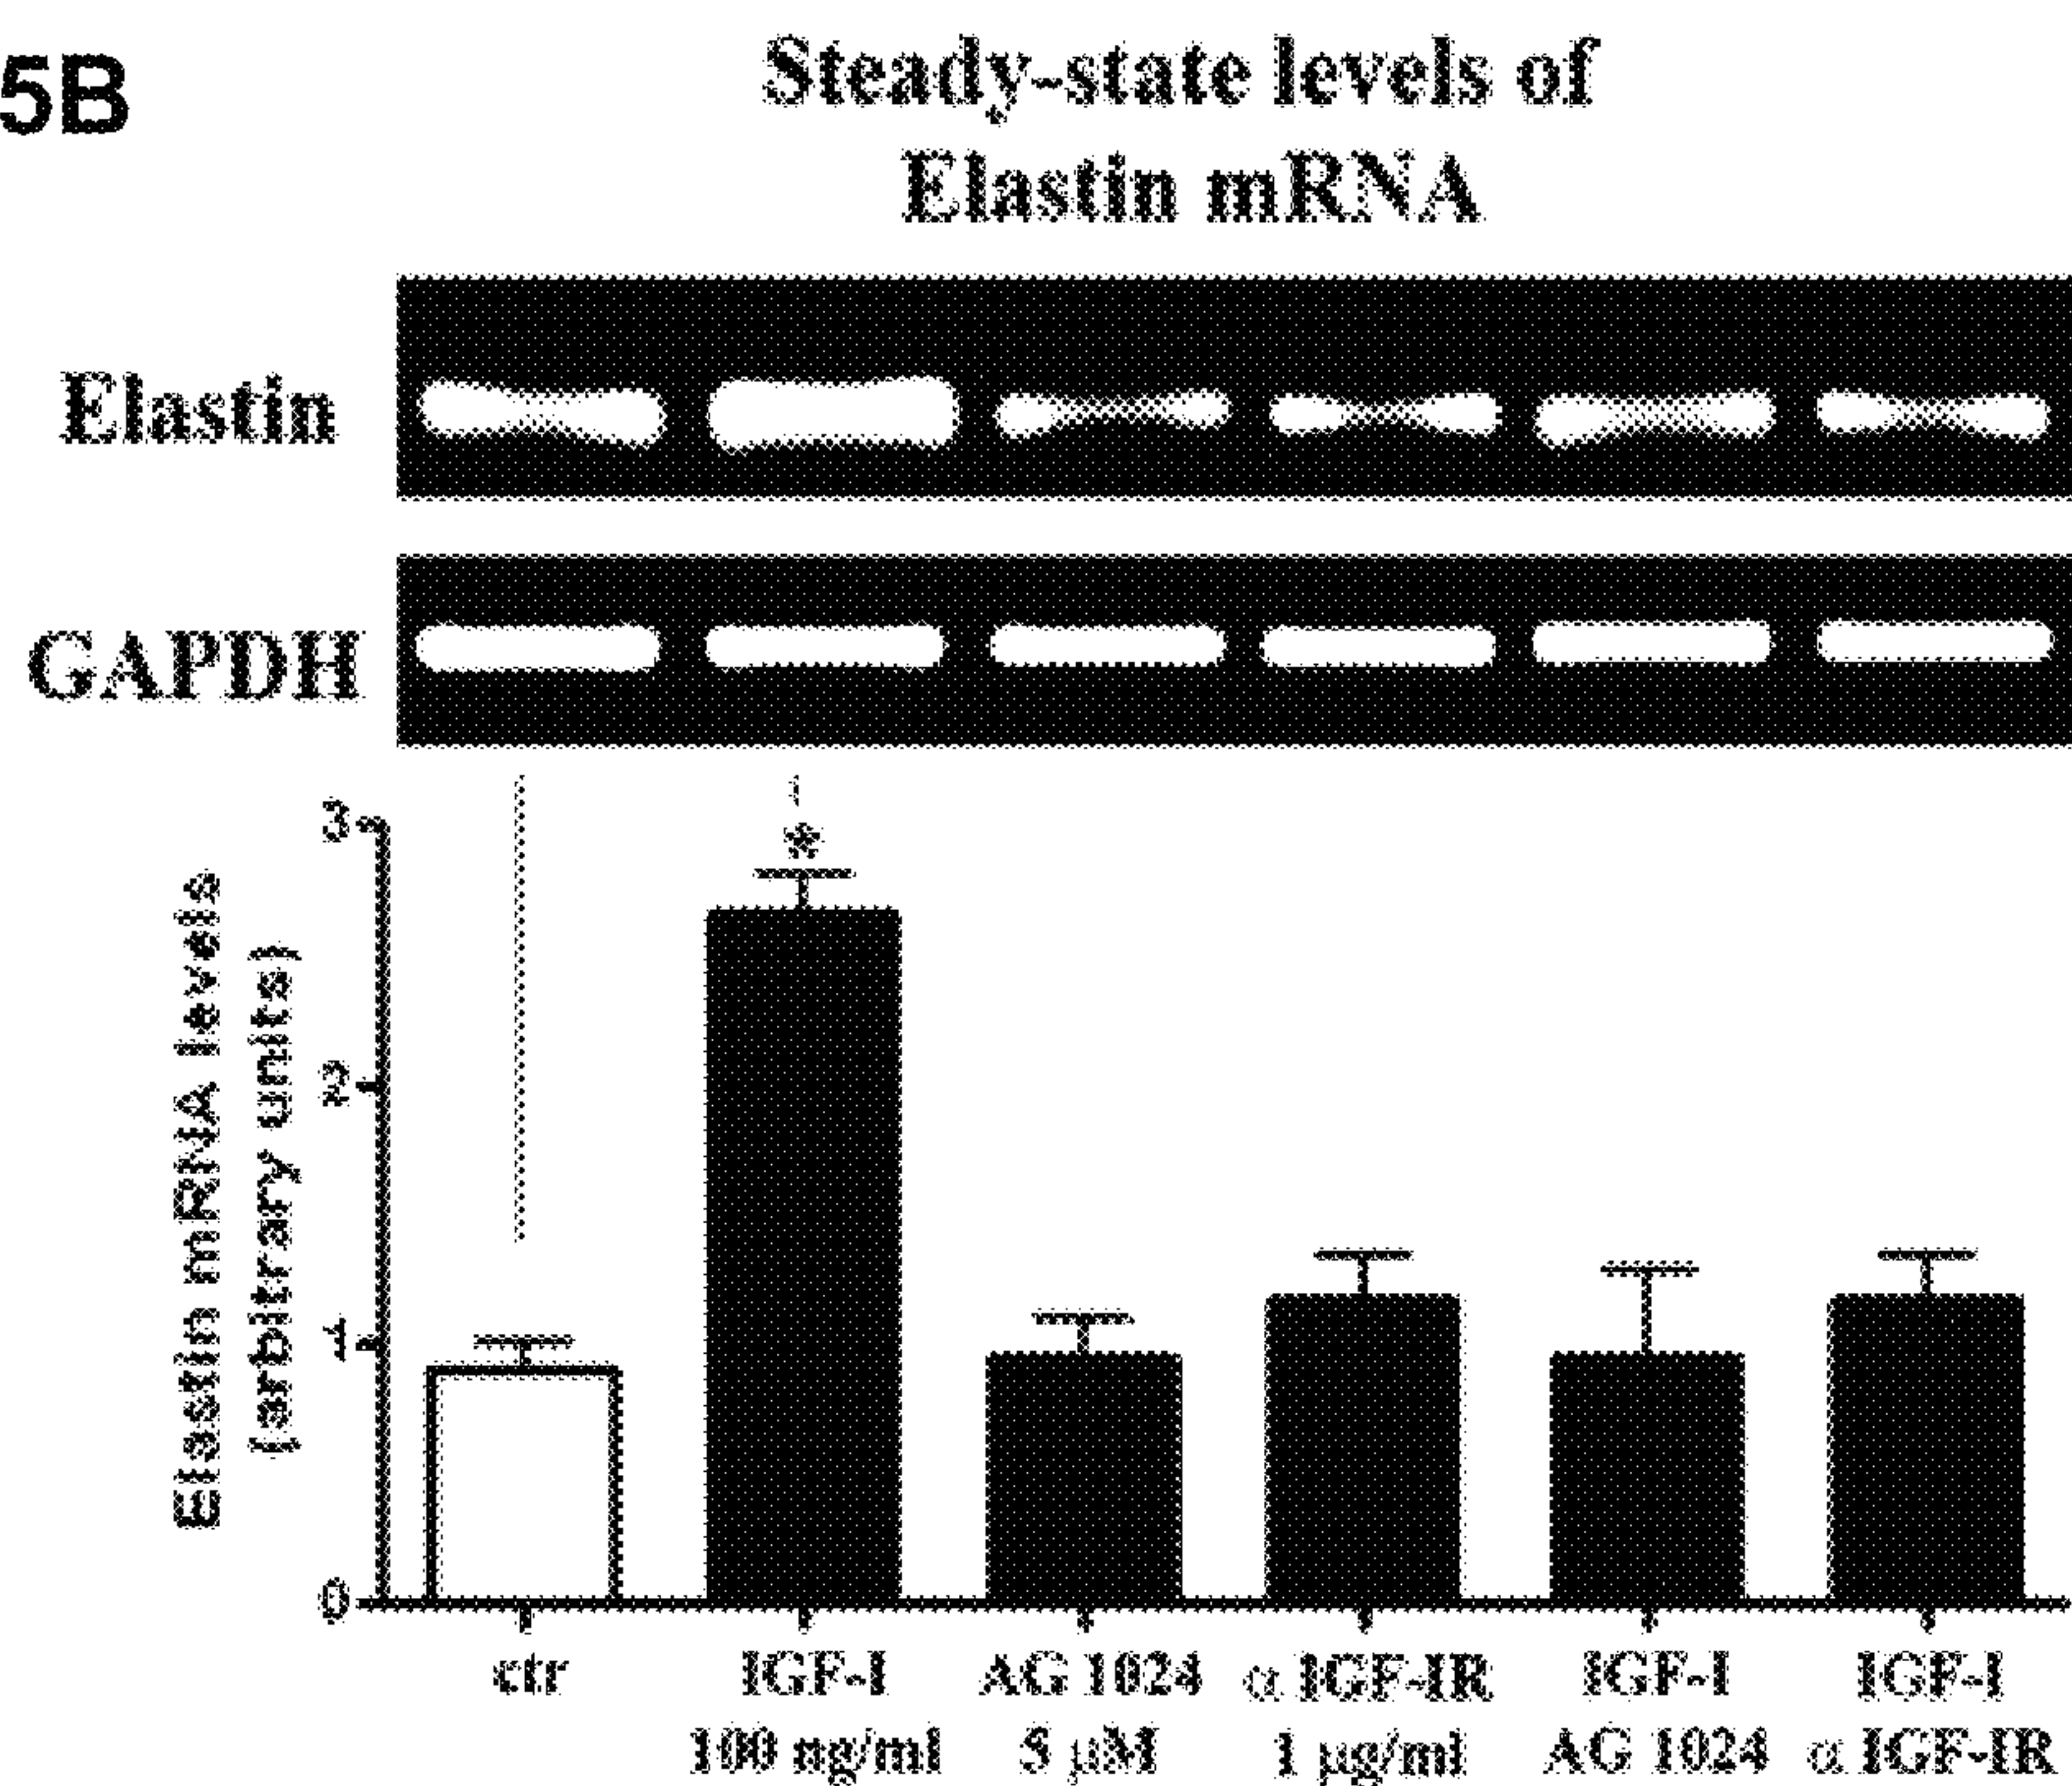 5B
Steady-state levels of
Elastin mRNA
Elastin
GAPDH
Elastin mRNA levels
(arbitrary units)
3
*
2
1
0
ctr
IGF-I
100 ng/ml
AG 1024
5 µM
α IGF-IR
1 µg/ml
IGF-I
AG 1024
IGF-I
α IGF-IR